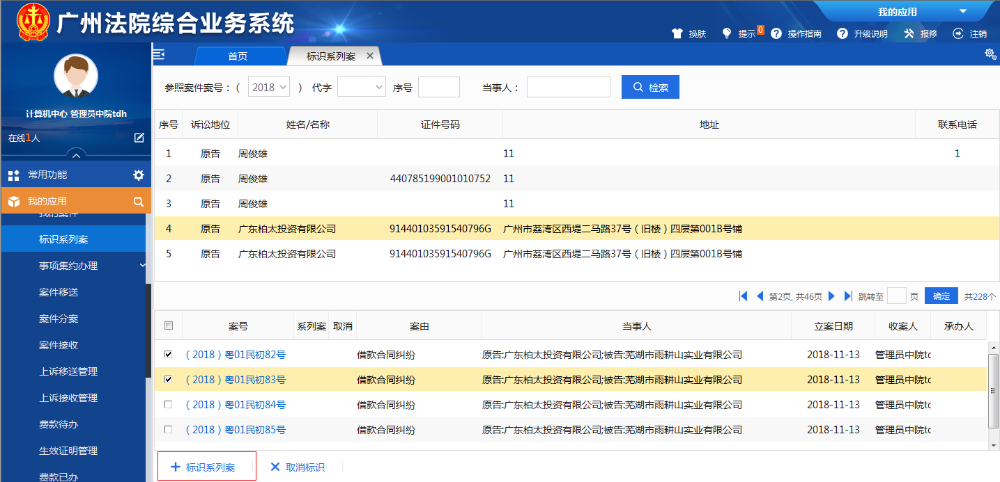 广州法院综合业务系统
我的应用
换肤 提示 0 操作指南 升级说明 报修 注销
首页 标识系列案
计算机中心 管理员中院tdh
在线1人
常用功能
我的应用
我的案件
标识系列案
事项集约办理
案件移送
案件分案
案件接收
上诉移送管理
上诉接收管理
费款待办
生效证明管理
费款已办
参照案件案号：( 2018 ) 代字 序号 当事人： 检索
序号 诉讼地位 姓名/名称 证件号码 地址 联系电话
1 原告 周俊雄 11 1
2 原告 周俊雄 440785199001010752 11
3 原告 周俊雄 11
4 原告 广东柏太投资有限公司 91440103591540796G 广州市荔湾区西堤二马路37号（旧楼）四层第001B号铺
5 原告 广东柏太投资有限公司 91440103591540796G 广州市荔湾区西堤二马路37号（旧楼）四层第001B号铺
第2页, 共46页 跳转至 页 确定 共228个
案号 系列案 取消 案由 当事人 立案日期 收案人 承办人
（2018）粤01民初82号 借款合同纠纷 原告:广东柏太投资有限公司;被告:芜湖市雨耕山实业有限公司 2018-11-13 管理员中院tc
（2018）粤01民初83号 借款合同纠纷 原告:广东柏太投资有限公司;被告:芜湖市雨耕山实业有限公司 2018-11-13 管理员中院tc
（2018）粤01民初84号 借款合同纠纷 原告:广东柏太投资有限公司;被告:芜湖市雨耕山实业有限公司 2018-11-13 管理员中院tc
（2018）粤01民初85号 借款合同纠纷 原告:广东柏太投资有限公司;被告:芜湖市雨耕山实业有限公司 2018-11-13 管理员中院tc
标识系列案 取消标识